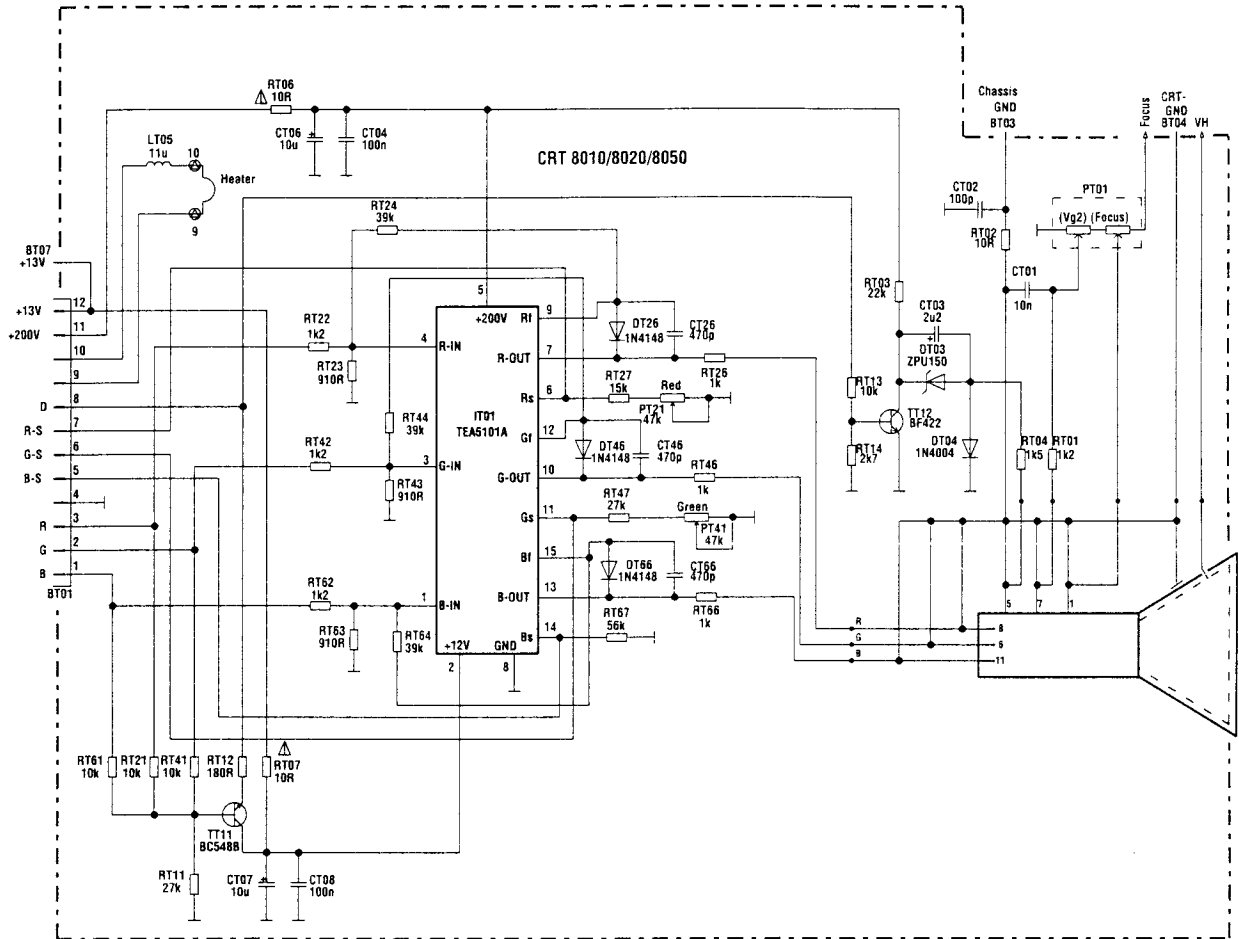 RT06
10R
CT06
10u
CT04
100n
CRT 8010/8020/8050
Chassis
GND
BT03
Focus
CRT-
GND
BT04
VH
LT05
11u
10
Heater
9
RT24
39k
CT02
100p
RT02
10R
PT01
(Vg2) (Focus)
CT01
10n
BT07
+13V
+13V
12
+200V
11
10
9
D
8
R-S
7
G-S
6
B-S
5
4
R
3
G
2
B
1
BT01
RT22
1k2
RT23
910R
RT44
39k
RT42
1k2
RT43
910R
RT62
1k2
RT63
910R
RT64
39k
5
+200V
4
R-IN
IT01
TEA5101A
3
G-IN
1
B-IN
+12V
2
GND
8
Rf
9
R-OUT
7
Rs
6
Gf
12
G-OUT
10
Gs
11
Bf
15
B-OUT
13
Bs
14
DT26
1N4148
CT26
470p
RT26
1k
RT27
15k
Red
PT21
47k
DT46
1N4148
CT46
470p
RT46
1k
RT47
27k
Green
PT41
47k
DT66
1N4148
CT66
470p
RT66
1k
RT67
56k
RT03
22k
CT03
2u2
DT03
ZPU150
RT13
10k
TT12
BF422
RT14
2k7
DT04
1N4004
RT04
1k5
RT01
1k2
5
7
1
R
8
G
6
B
11
RT61
10k
RT21
10k
RT41
10k
RT12
180R
RT07
10R
TT11
BC548B
RT11
27k
CT07
10u
CT08
100n